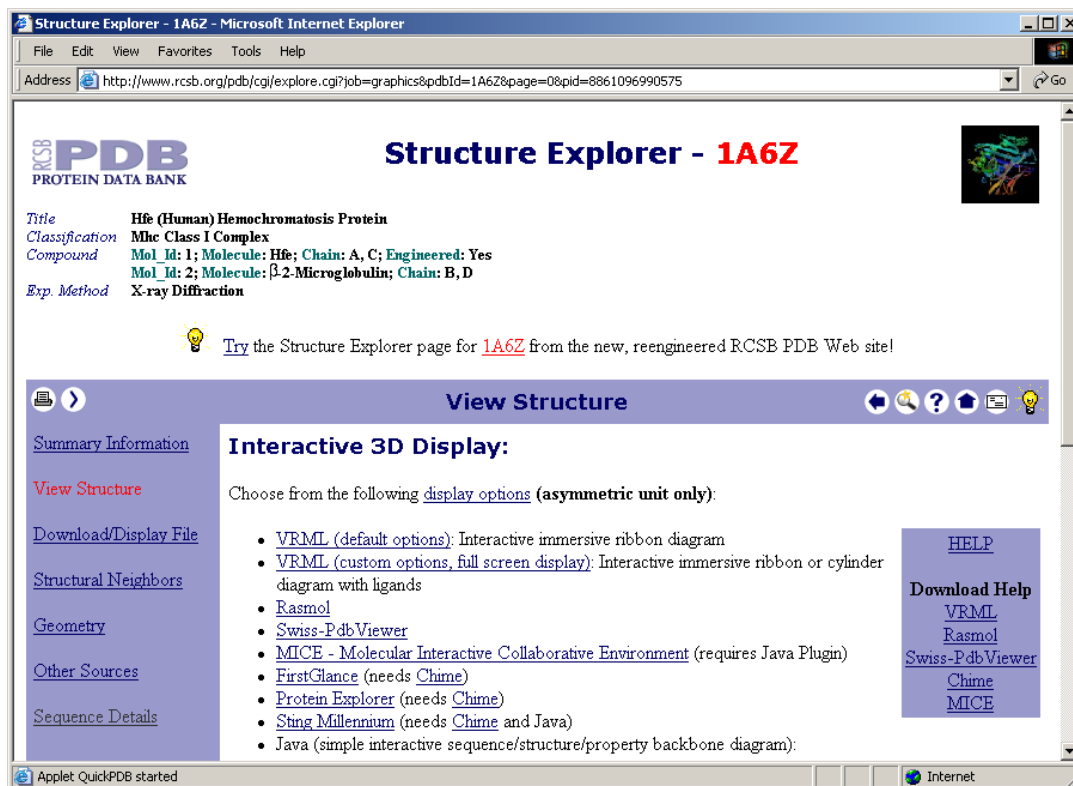 Structure Explorer - 1A6Z - Microsoft Internet Explorer
File Edit View Favorites Tools Help
Address http://www.rcsb.org/pdb/cgi/explore.cgi?job=graphics&pdbId=1A6Z&page=0&pid=8861096990575 Go
RCSB PDB
PROTEIN DATA BANK
Structure Explorer - 1A6Z
Title Hfe (Human) Hemochromatosis Protein
Classification Mhc Class I Complex
Compound Mol_Id: 1; Molecule: Hfe; Chain: A, C; Engineered: Yes
Mol_Id: 2; Molecule: β-2-Microglobulin; Chain: B, D
Exp. Method X-ray Diffraction
Try the Structure Explorer page for 1A6Z from the new, reengineered RCSB PDB Web site!
View Structure
Summary Information
View Structure
Download/Display File
Structural Neighbors
Geometry
Other Sources
Sequence Details
Interactive 3D Display:
Choose from the following display options (asymmetric unit only):
• VRML (default options): Interactive immersive ribbon diagram
• VRML (custom options, full screen display): Interactive immersive ribbon or cylinder
diagram with ligands
• Rasmol
• Swiss-PdbViewer
• MICE - Molecular Interactive Collaborative Environment (requires Java Plugin)
• FirstGlance (needs Chime)
• Protein Explorer (needs Chime)
• Sting Millennium (needs Chime and Java)
• Java (simple interactive sequence/structure/property backbone diagram):
HELP
Download Help
VRML
Rasmol
Swiss-PdbViewer
Chime
MICE
Applet QuickPDB started
Internet